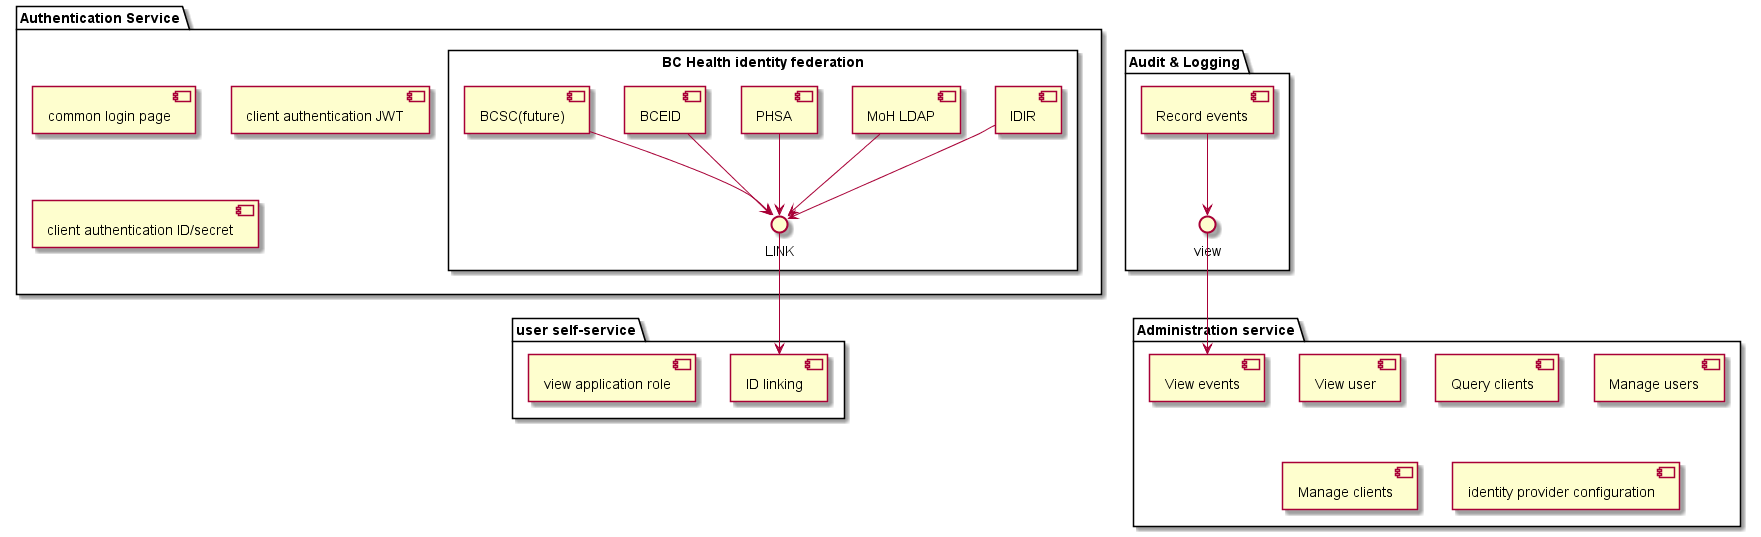 Authentication Service
BC Health identity federation
Audit & Logging
common login page
client authentication JWT
BCSC(future)
BCEID
PHSA
MoH LDAP
IDIR
Record events
client authentication ID/secret
LINK
view
user self-service
Administration service
view application role
ID linking
View events
View user
Query clients
Manage users
Manage clients
identity provider configuration